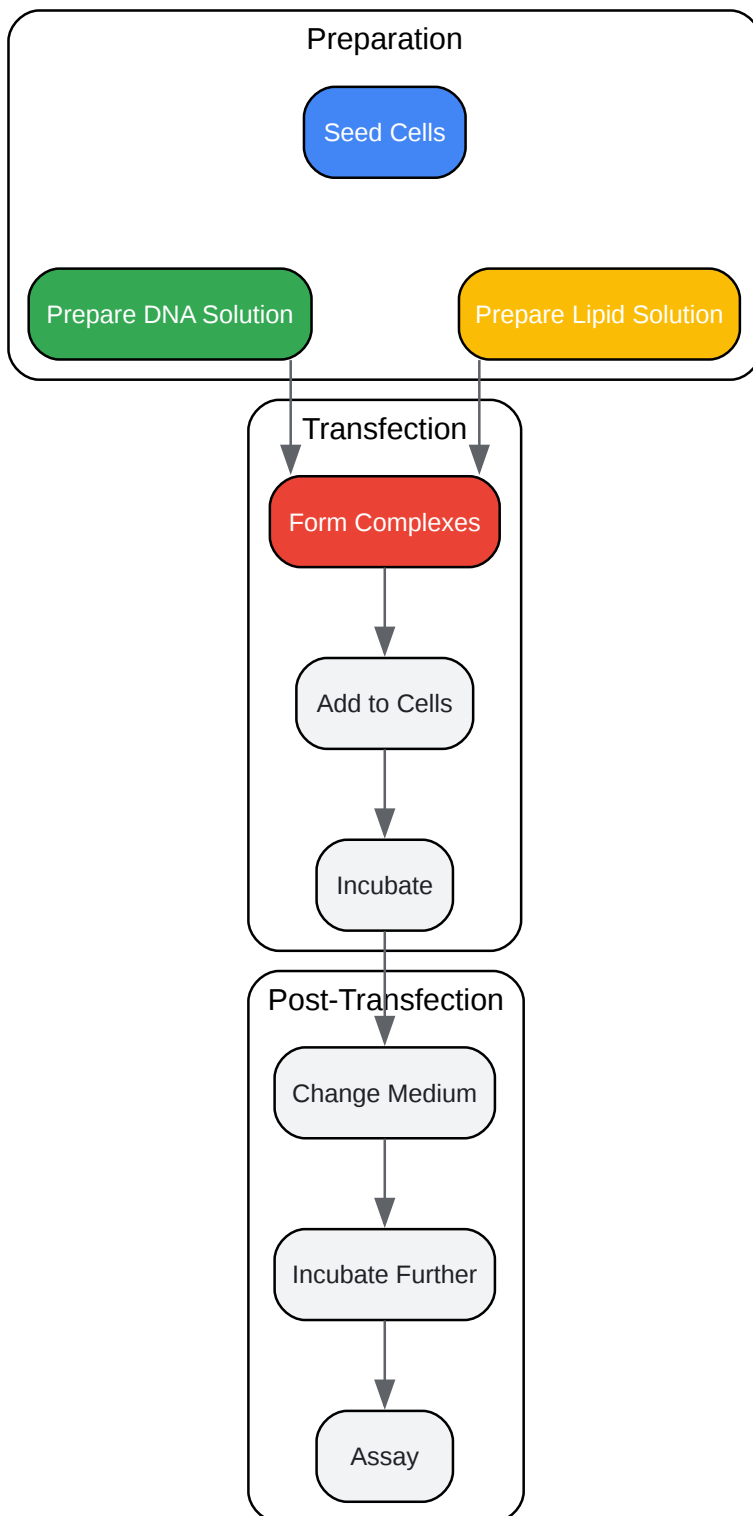 Preparation
Seed Cells
Prepare DNA Solution
Prepare Lipid Solution
Transfection
Form Complexes
Add to Cells
Incubate
Post-Transfection
Change Medium
Incubate Further
Assay